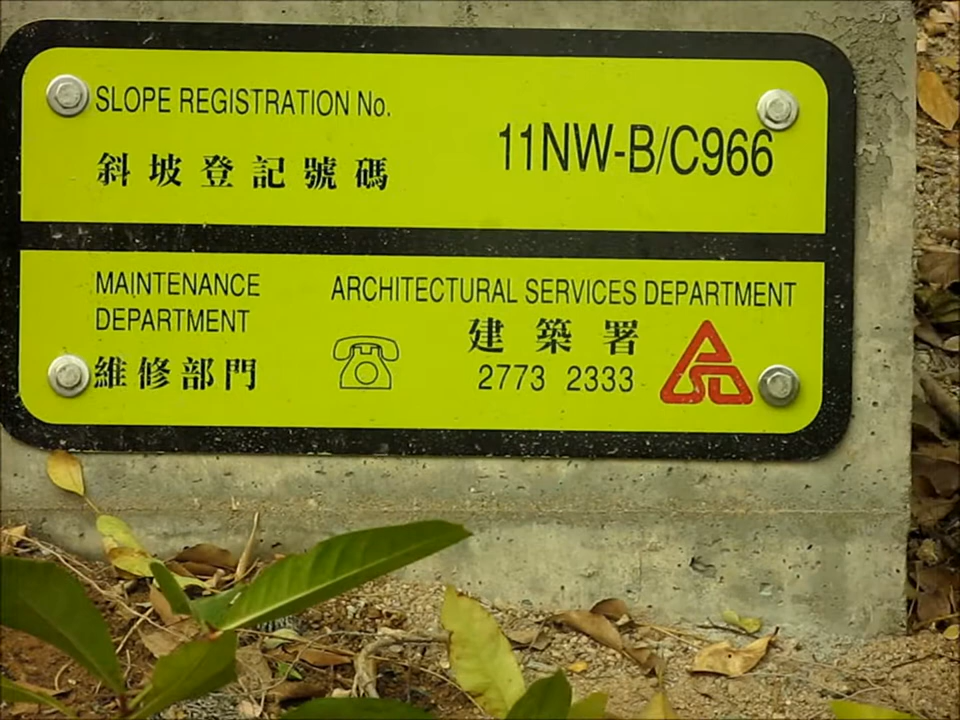 SLOPE REGISTRATION No.
斜坡登記號碼
11NW-B/C966
MAINTENANCE
DEPARTMENT
維修部門
ARCHITECTURAL SERVICES DEPARTMENT
建築署
2773 2333
ASD